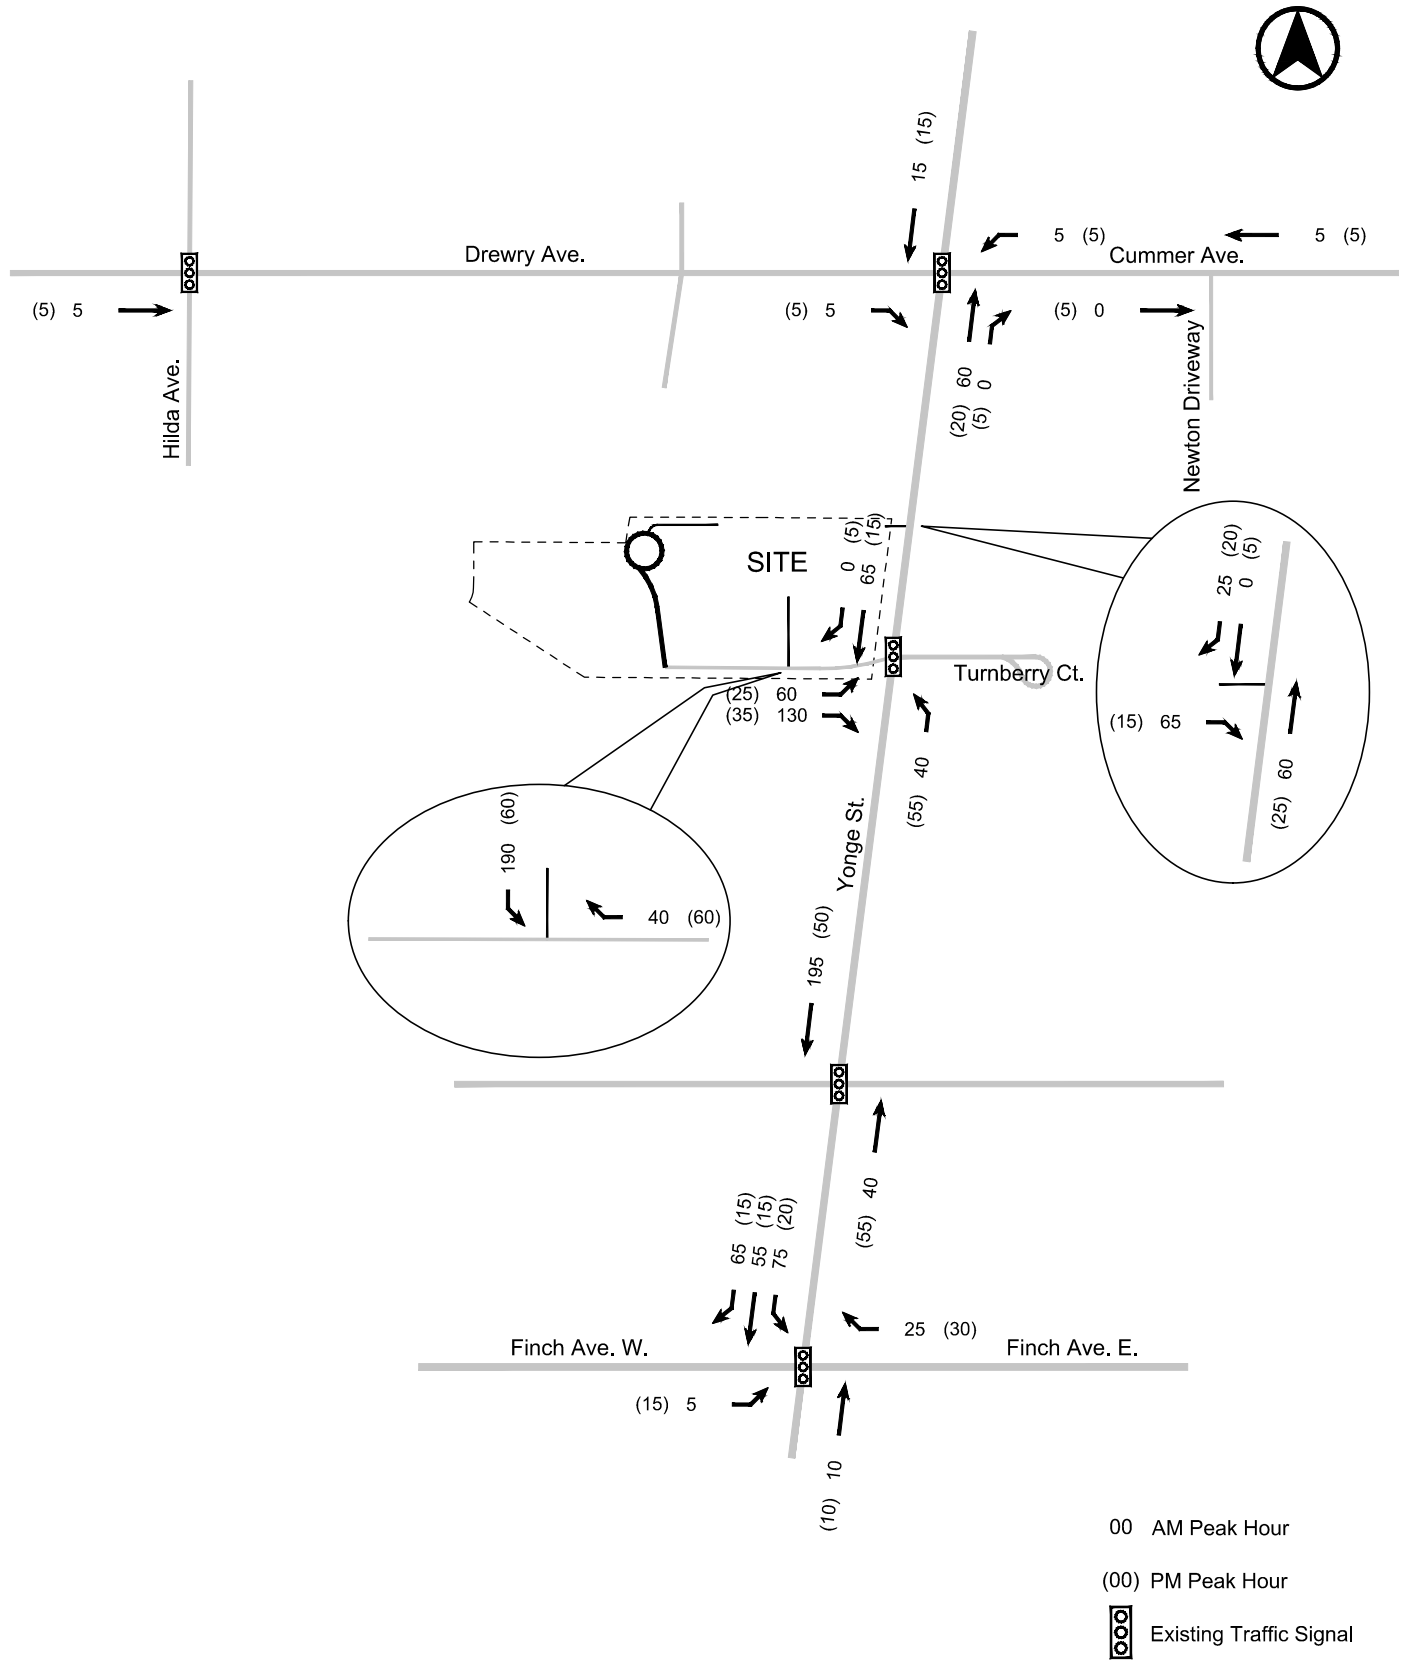 15 (15)
Drewry Ave.
5 (5)
Cummer Ave.
5 (5)
(5) 5
(5) 5
(5) 0
Hilda Ave.
(20) 60
(5) 0
Newton Driveway
SITE
0 (5)
65 (15)
25 (20)
0 (5)
Turnberry Ct.
(25) 60
(35) 130
(15) 65
(55) 40
(25) 60
Yonge St.
190 (60)
40 (60)
195 (50)
(55) 40
65 (15)
55 (15)
75 (20)
25 (30)
Finch Ave. W.
Finch Ave. E.
(15) 5
(10) 10
00 AM Peak Hour
(00) PM Peak Hour
Existing Traffic Signal